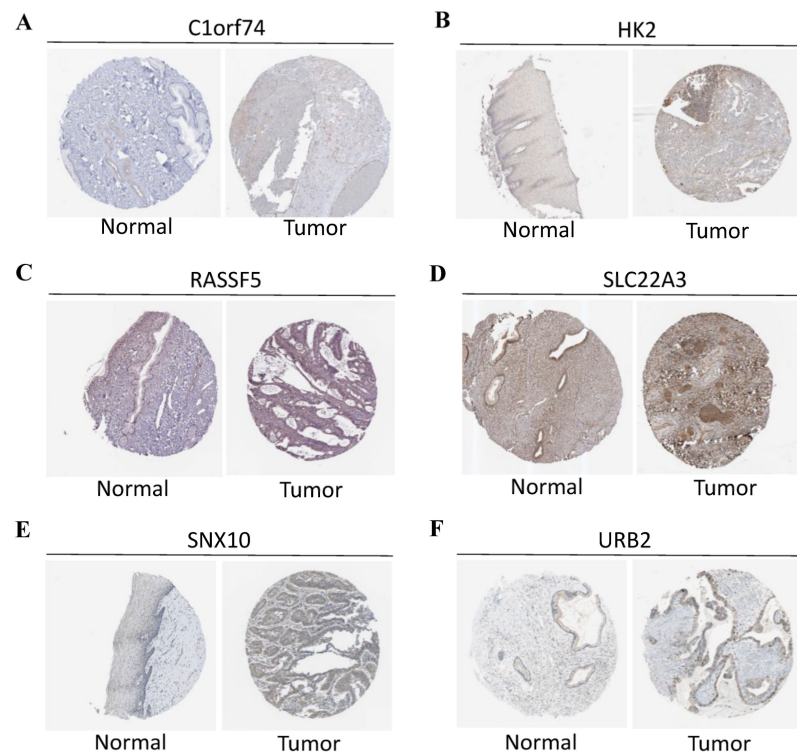 A
C1orf74
Normal Tumor
B
HK2
Normal Tumor
C
RASSF5
Normal Tumor
D
SLC22A3
Normal Tumor
E
SNX10
Normal Tumor
F
URB2
Normal Tumor